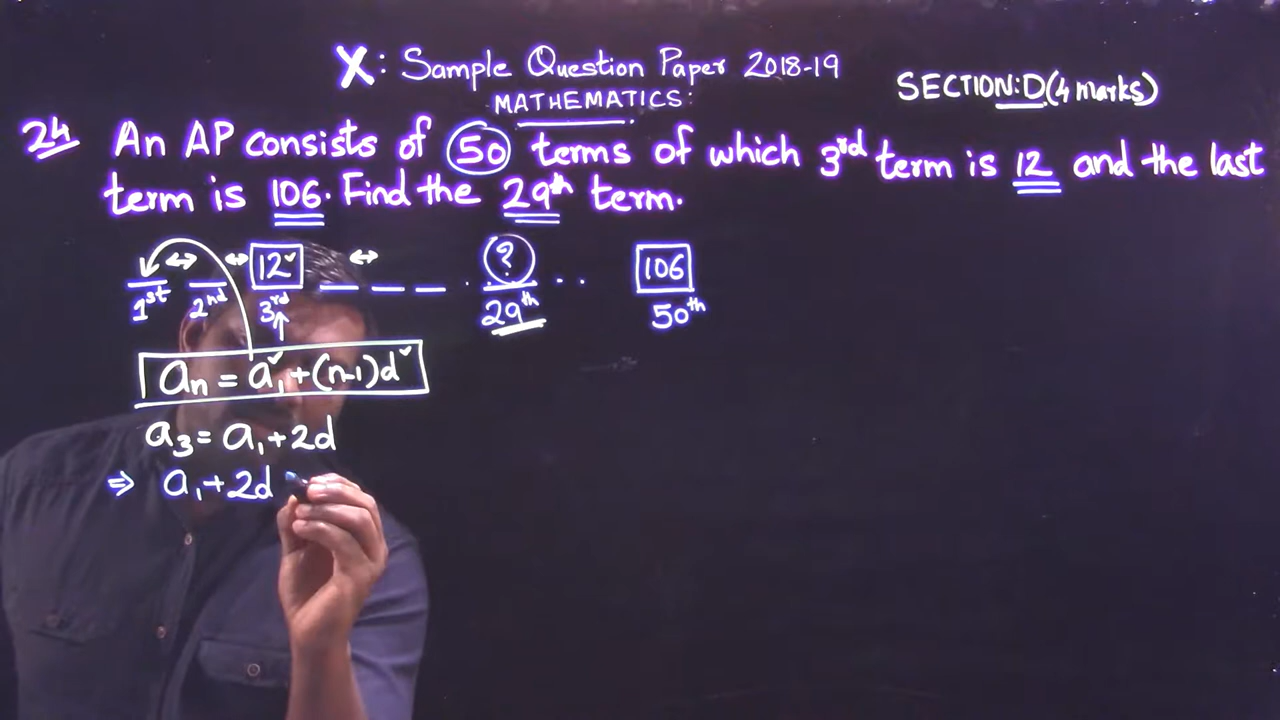 X: Sample Question Paper 2018-19
MATHEMATICS:
SECTION:D(4 marks)
24 An AP consists of 50 terms of which 3rd term is 12 and the last
term is 106. Find the 29th term.
12 ? 106
1st 2nd 3rd 29th 50th
an = a1+(n-1)d
a3 = a1+2d
⇒ a1+2d